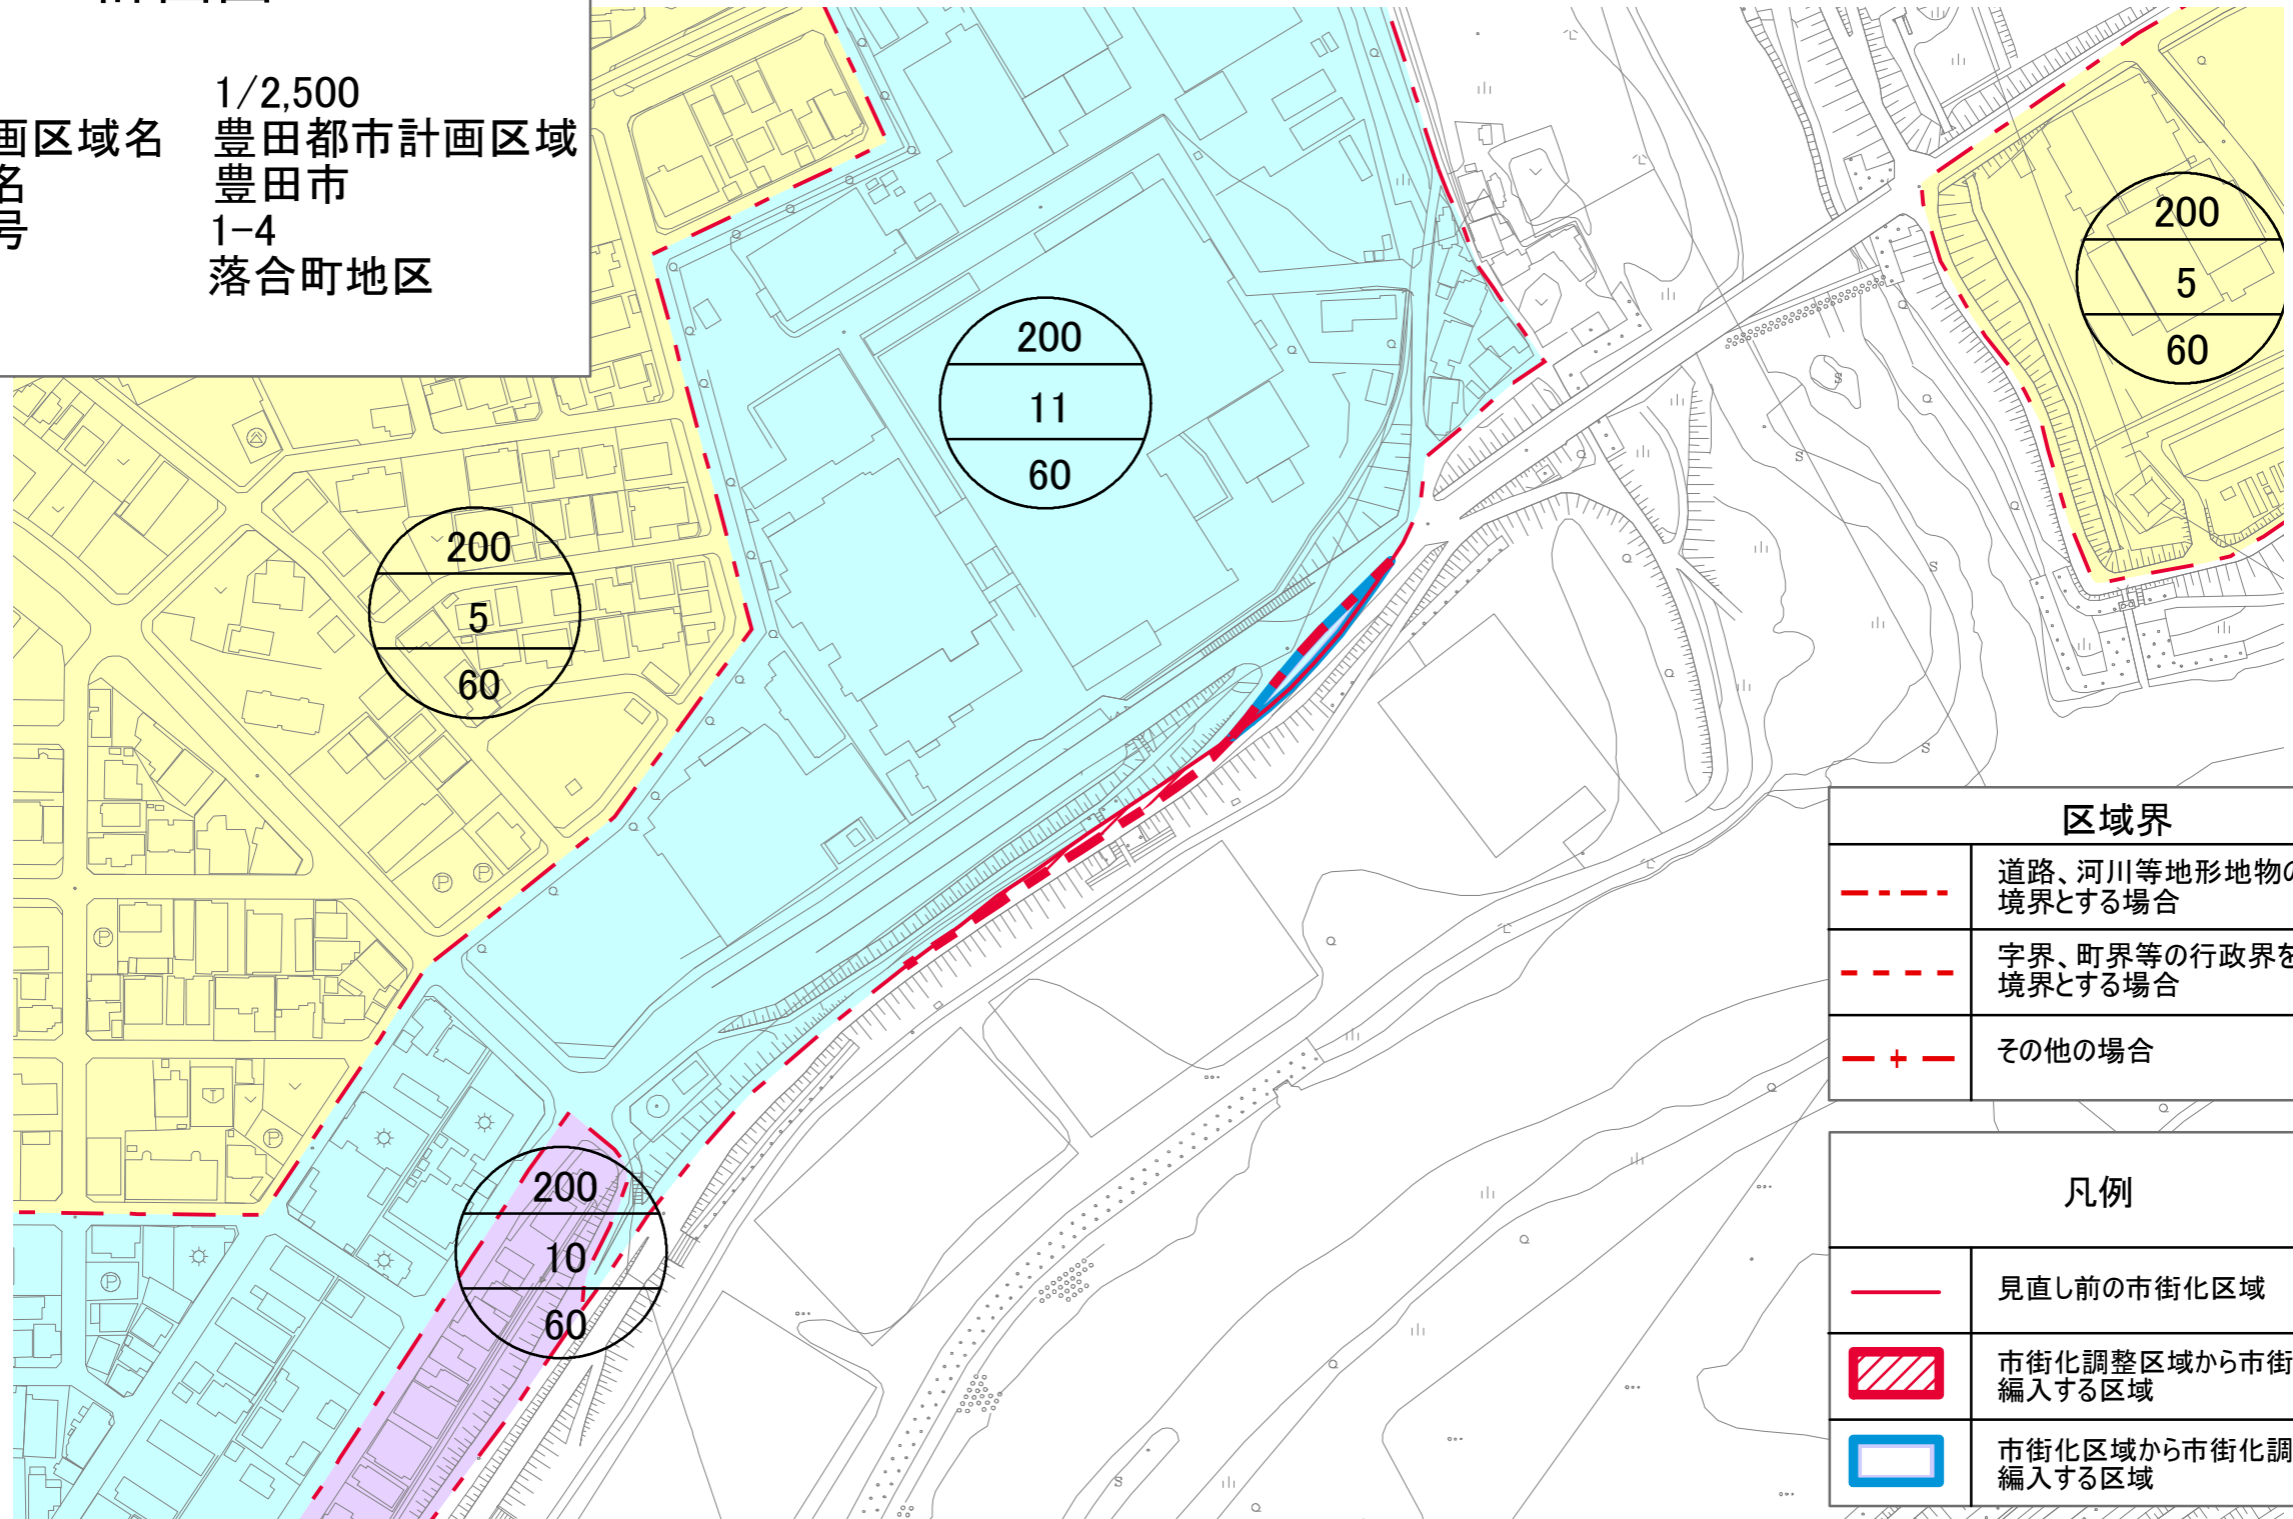 1/2,500
画区域名 豊田都市計画区域
名 豊田市
号 1-4
落合町地区
200
5
60
200
11
60
200
5
60
200
10
60
区域界
道路、河川等地形地物の
境界とする場合
字界、町界等の行政界を
境界とする場合
その他の場合
凡例
見直し前の市街化区域
市街化調整区域から市街
編入する区域
市街化区域から市街化調
編入する区域